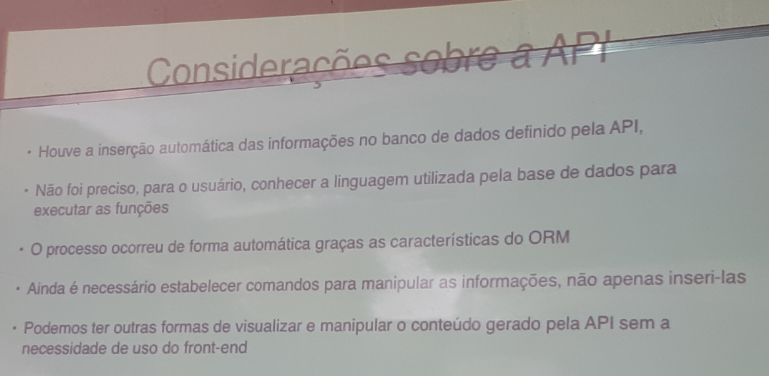 Considerações sobre a API
• Houve a inserção automática das informações no banco de dados definido pela API,
• Não foi preciso, para o usuário, conhecer a linguagem utilizada pela base de dados para
executar as funções
• O processo ocorreu de forma automática graças as características do ORM
• Ainda é necessário estabelecer comandos para manipular as informações, não apenas inseri-las
• Podemos ter outras formas de visualizar e manipular o conteúdo gerado pela API sem a
necessidade de uso do front-end